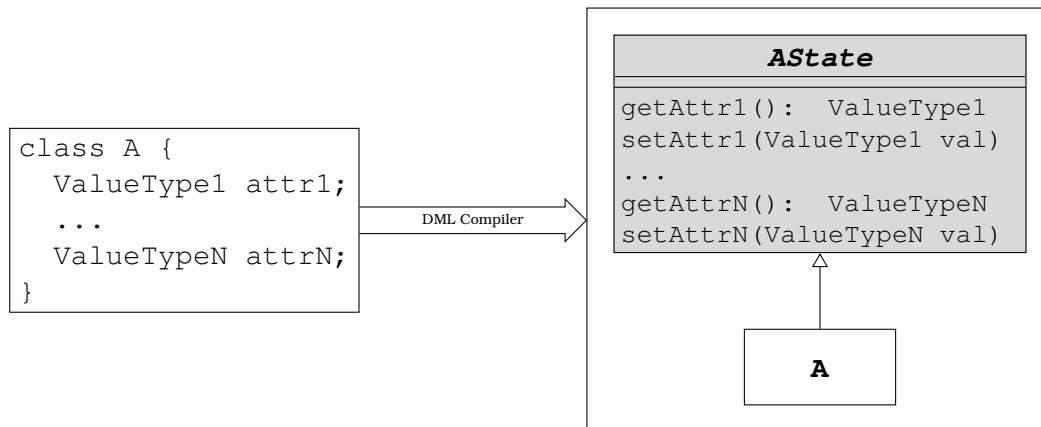 class A {
ValueType1 attr1;
...
ValueTypeN attrN;
}
DML Compiler
AState
getAttr1(): ValueType1
setAttr1(ValueType1 val)
...
getAttrN(): ValueTypeN
setAttrN(ValueTypeN val)
A